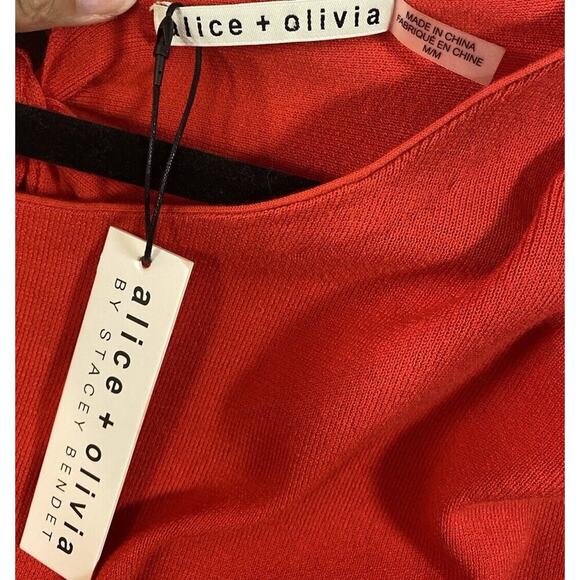 alice + olivia
MADE IN CHINA
FABRIQUÉ EN CHINE
M/M
alice + olivia
BY STACEY BENDET